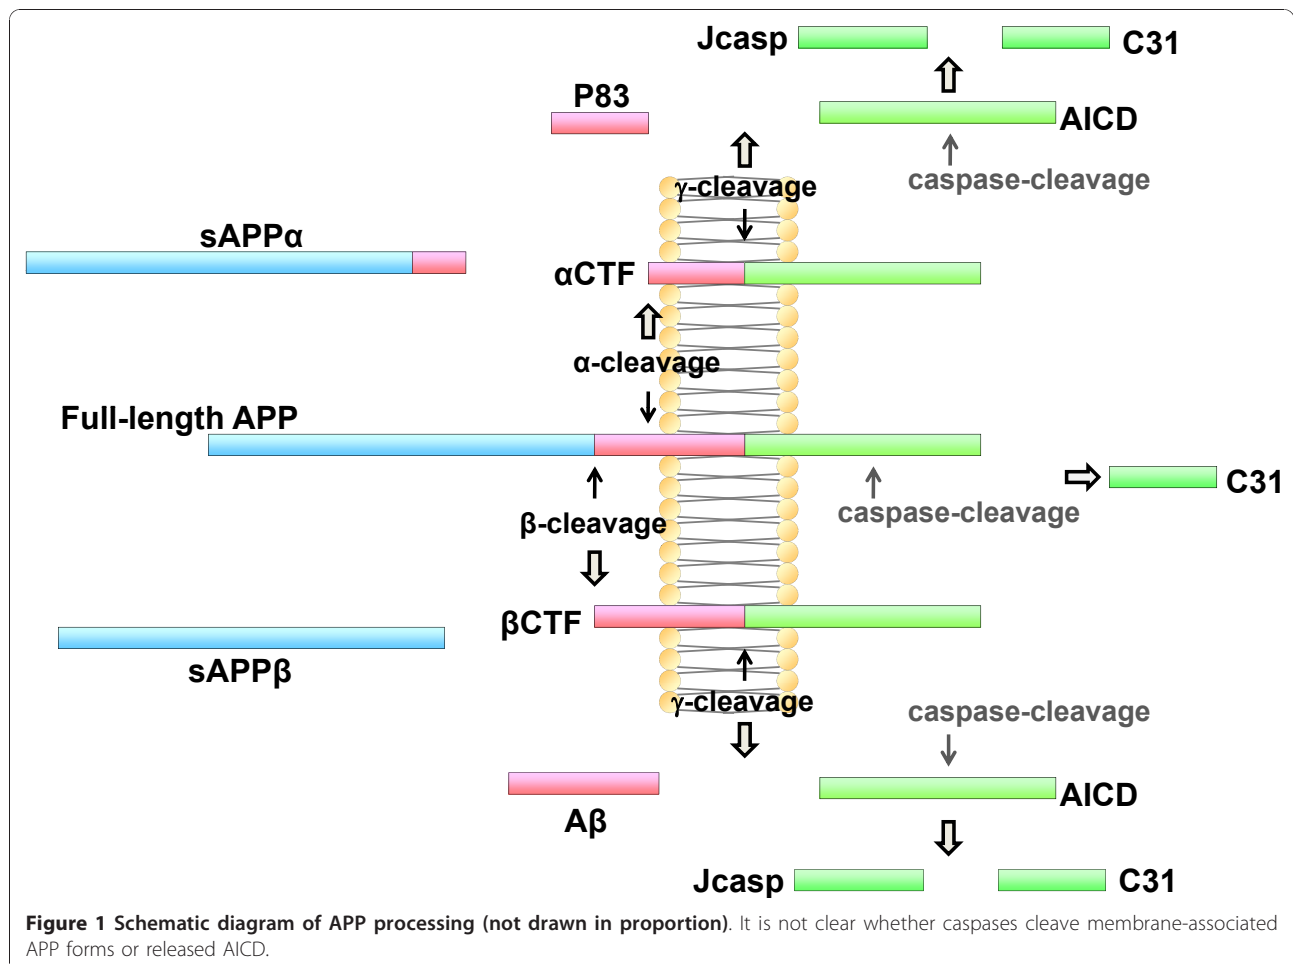 Jcasp
C31
P83
AICD
γ-cleavage
caspase-cleavage
sAPPα
αCTF
α-cleavage
Full-length APP
C31
β-cleavage
caspase-cleavage
βCTF
sAPPβ
γ-cleavage
caspase-cleavage
Aβ
AICD
Jcasp
C31
Figure 1 Schematic diagram of APP processing (not drawn in proportion). It is not clear whether caspases cleave membrane-associated
APP forms or released AICD.